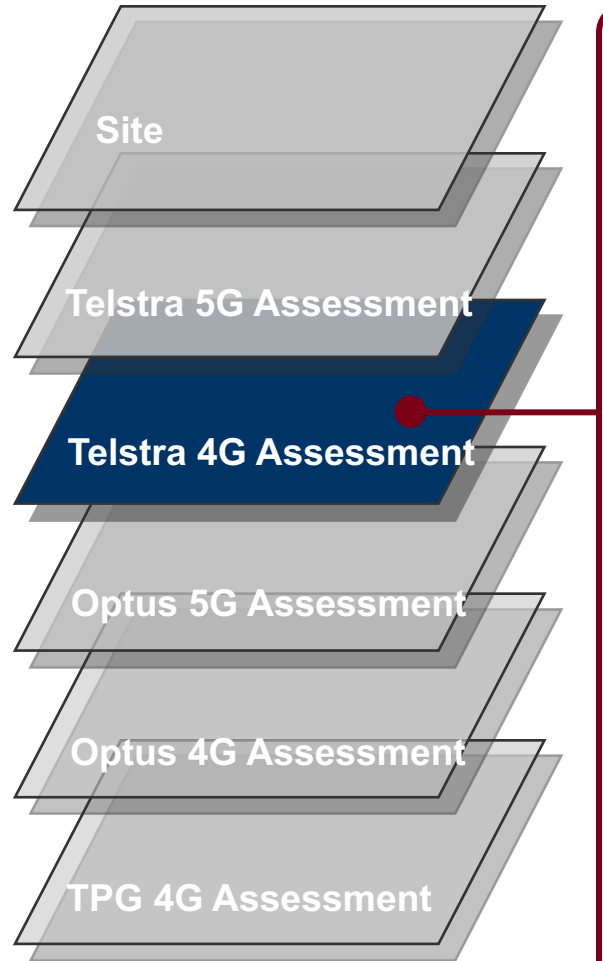 Site
Telstra 5G Assessment
Telstra 4G Assessment
Optus 5G Assessment
Optus 4G Assessment
TPG 4G Assessment